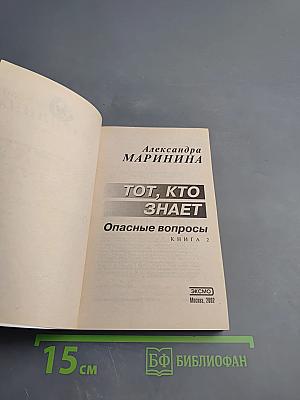 Александра
МАРИНИНА
ТОТ, КТО
ЗНАЕТ
Опасные вопросы
КНИГА 2
ЭКСМО
Москва, 2002
15 см
БФ БИБЛИОФАН